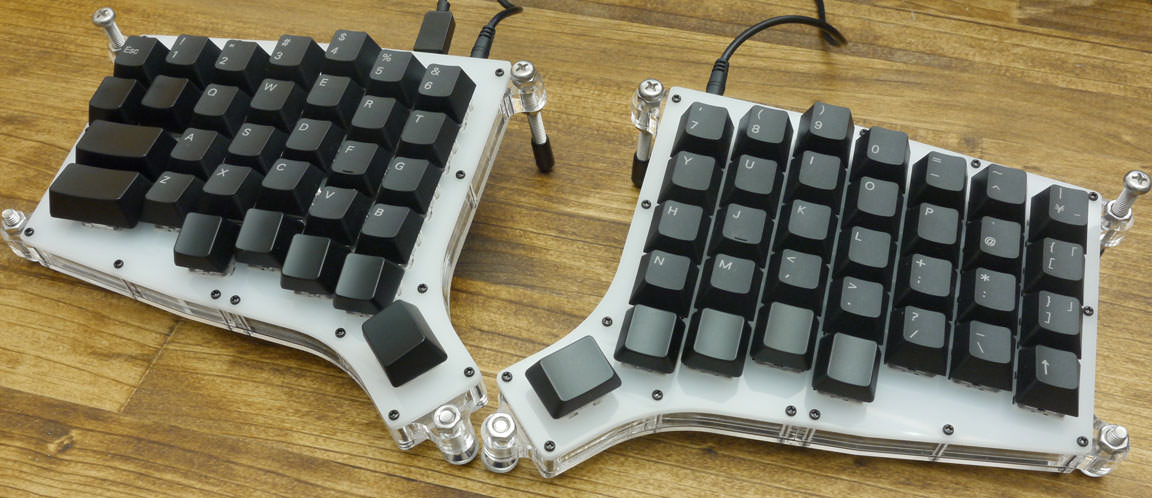 Esc ! 1 " 2 # 3 $ 4 % 5 & 6
Q W E R T
A S D F G
Z X C V B
' 7 ( 8 ) 9 0 = - ~ ^ | ¥ -
Y U I O P ` @ { [ 「
H J K L + ; * : } ] 」
N M < , > . ? / _ \ ↑